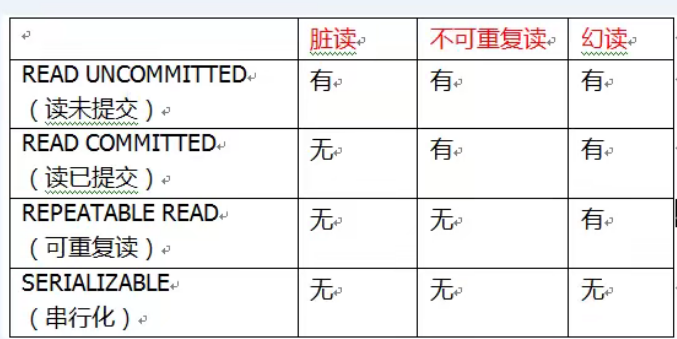 脏读 不可重复读 幻读
READ UNCOMMITTED 有 有 有
（读未提交）
READ COMMITTED 无 有 有
（读已提交）
REPEATABLE READ 无 无 有
（可重复读）
SERIALIZABLE 无 无 无
（串行化）